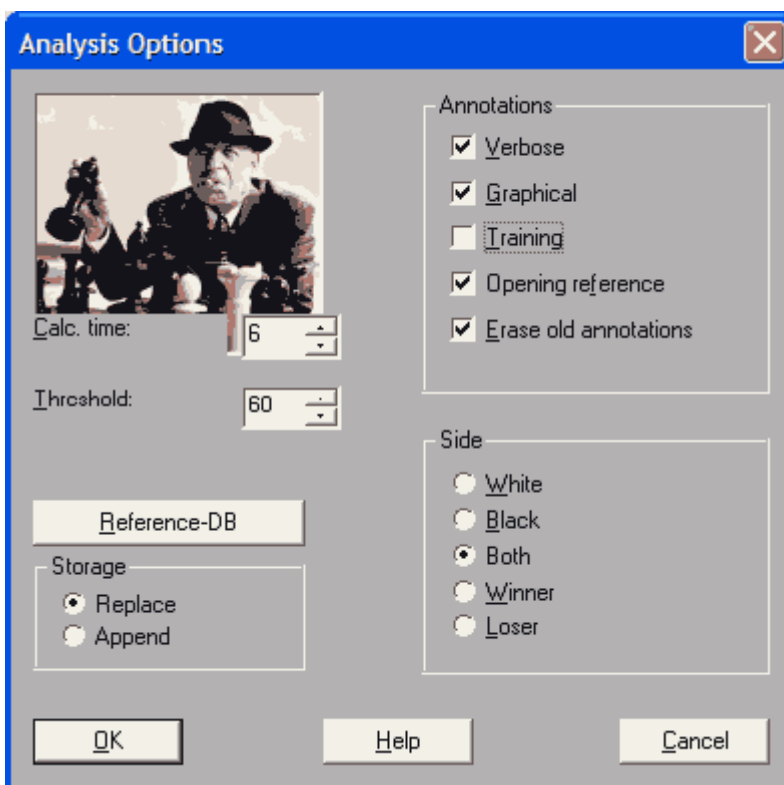 Analysis Options
Annotations
Verbose
Graphical
Training
Opening reference
Erase old annotations
Calc. time:
6
Threshold:
60
Reference-DB
Storage
Replace
Append
Side
White
Black
Both
Winner
Loser
OK
Help
Cancel